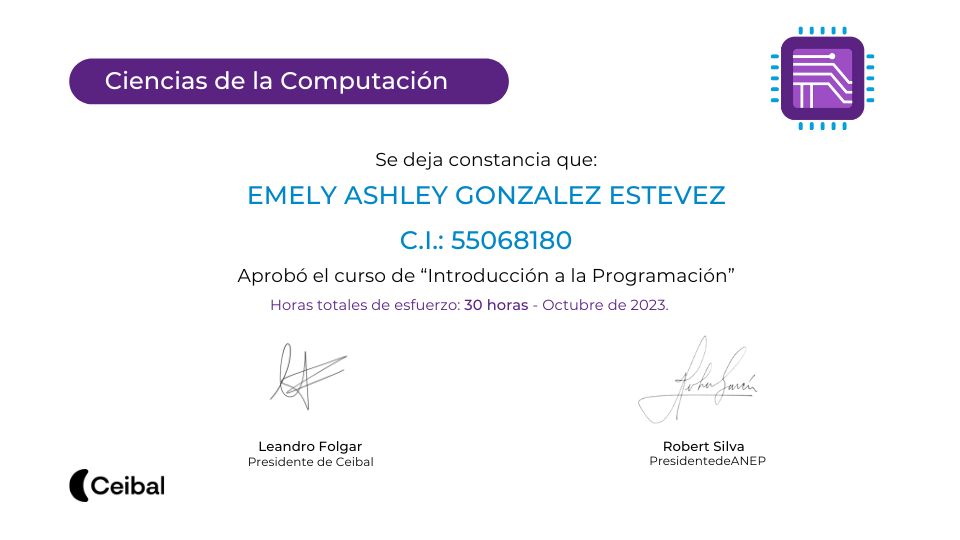 Ciencias de la Computación
Se deja constancia que:
EMELY ASHLEY GONZALEZ ESTEVEZ
C.I.: 55068180
Aprobó el curso de “Introducción a la Programación”
Horas totales de esfuerzo: 30 horas - Octubre de 2023.
Leandro Folgar
Presidente de Ceibal
Robert Silva
PresidentedeANEP
Ceibal